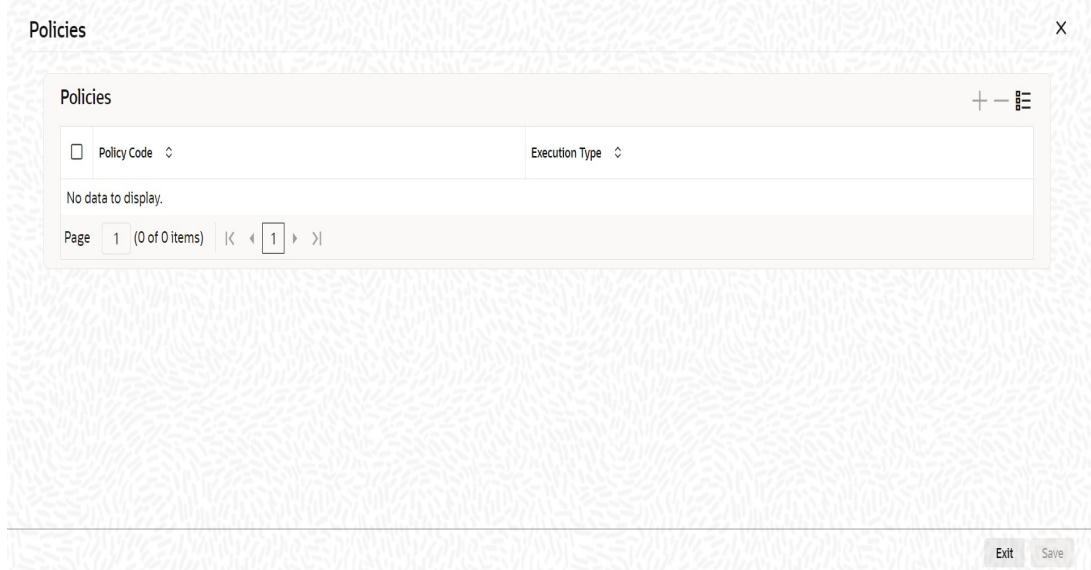 Policies X
Policies
Policy Code Execution Type
No data to display.
Page 1 (0 of 0 items) 1
Exit Save